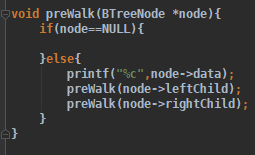 void preWalk(BTreeNode *node){
    if(node==NULL){

    }else{
        printf("%c",node->data);
        preWalk(node->leftChild);
        preWalk(node->rightChild);
    }
}